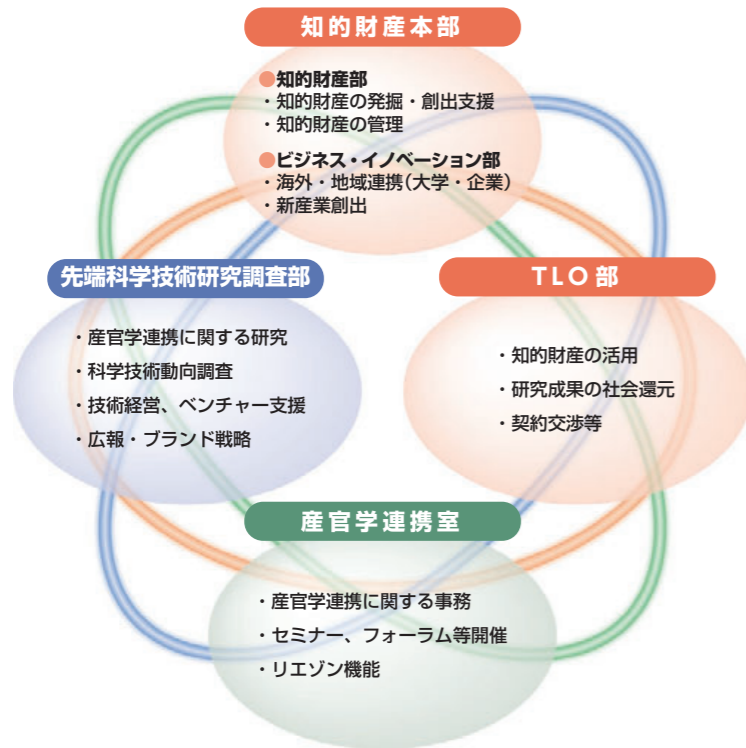 知的財産本部
●知的財産部
・知的財産の発掘・創出支援
・知的財産の管理
●ビジネス・イノベーション部
・海外・地域連携(大学・企業)
・新産業創出
先端科学技術研究調査部
・産官学連携に関する研究
・科学技術動向調査
・技術経営、ベンチャー支援
・広報・ブランド戦略
TLO部
・知的財産の活用
・研究成果の社会還元
・契約交渉等
産官学連携室
・産官学連携に関する事務
・セミナー、フォーラム等開催
・リエゾン機能